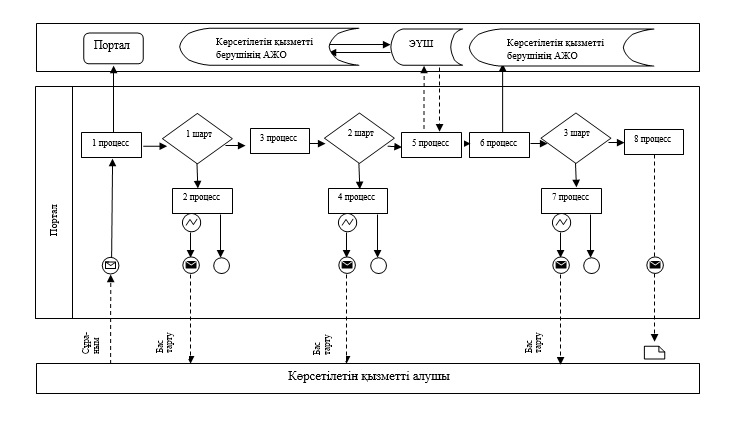 Портал
Көрсетілетін қызметті
берушінің АЖО
ЭҮШ
Көрсетілетін қызметті
берушінің АЖО
1 процесс
1 шарт
3 процесс
2 шарт
5 процесс
6 процесс
3 шарт
8 процесс
2 процесс
4 процесс
7 процесс
Портал
Сұра-
ным
Бас
тарту
Бас
тарту
Бас
тарту
Көрсетілетін қызметті алушы